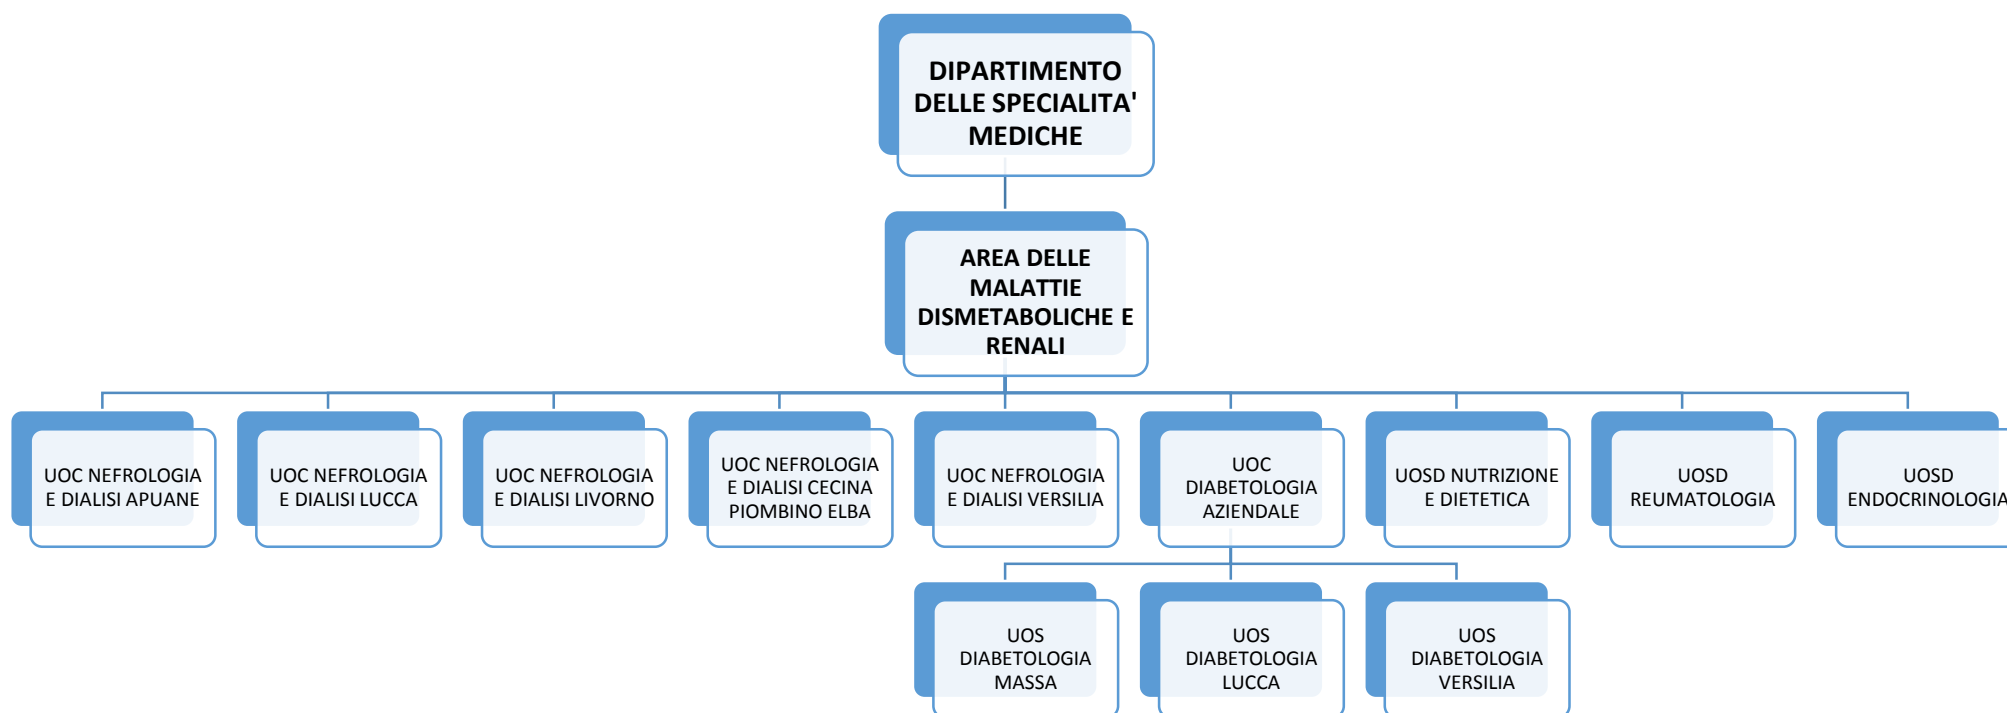 DIPARTIMENTO
DELLE SPECIALITA'
MEDICHE
AREA DELLE
MALATTIE
DISMETABOLICHE E
RENALI
UOC NEFROLOGIA
E DIALISI APUANE
UOC NEFROLOGIA
E DIALISI LUCCA
UOC NEFROLOGIA
E DIALISI LIVORNO
UOC NEFROLOGIA
E DIALISI CECINA
PIOMBINO ELBA
UOC NEFROLOGIA
E DIALISI VERSILIA
UOC
DIABETOLOGIA
AZIENDALE
UOSD NUTRIZIONE
E DIETETICA
UOSD
REUMATOLOGIA
UOSD
ENDOCRINOLOGIA
UOS
DIABETOLOGIA
MASSA
UOS
DIABETOLOGIA
LUCCA
UOS
DIABETOLOGIA
VERSILIA